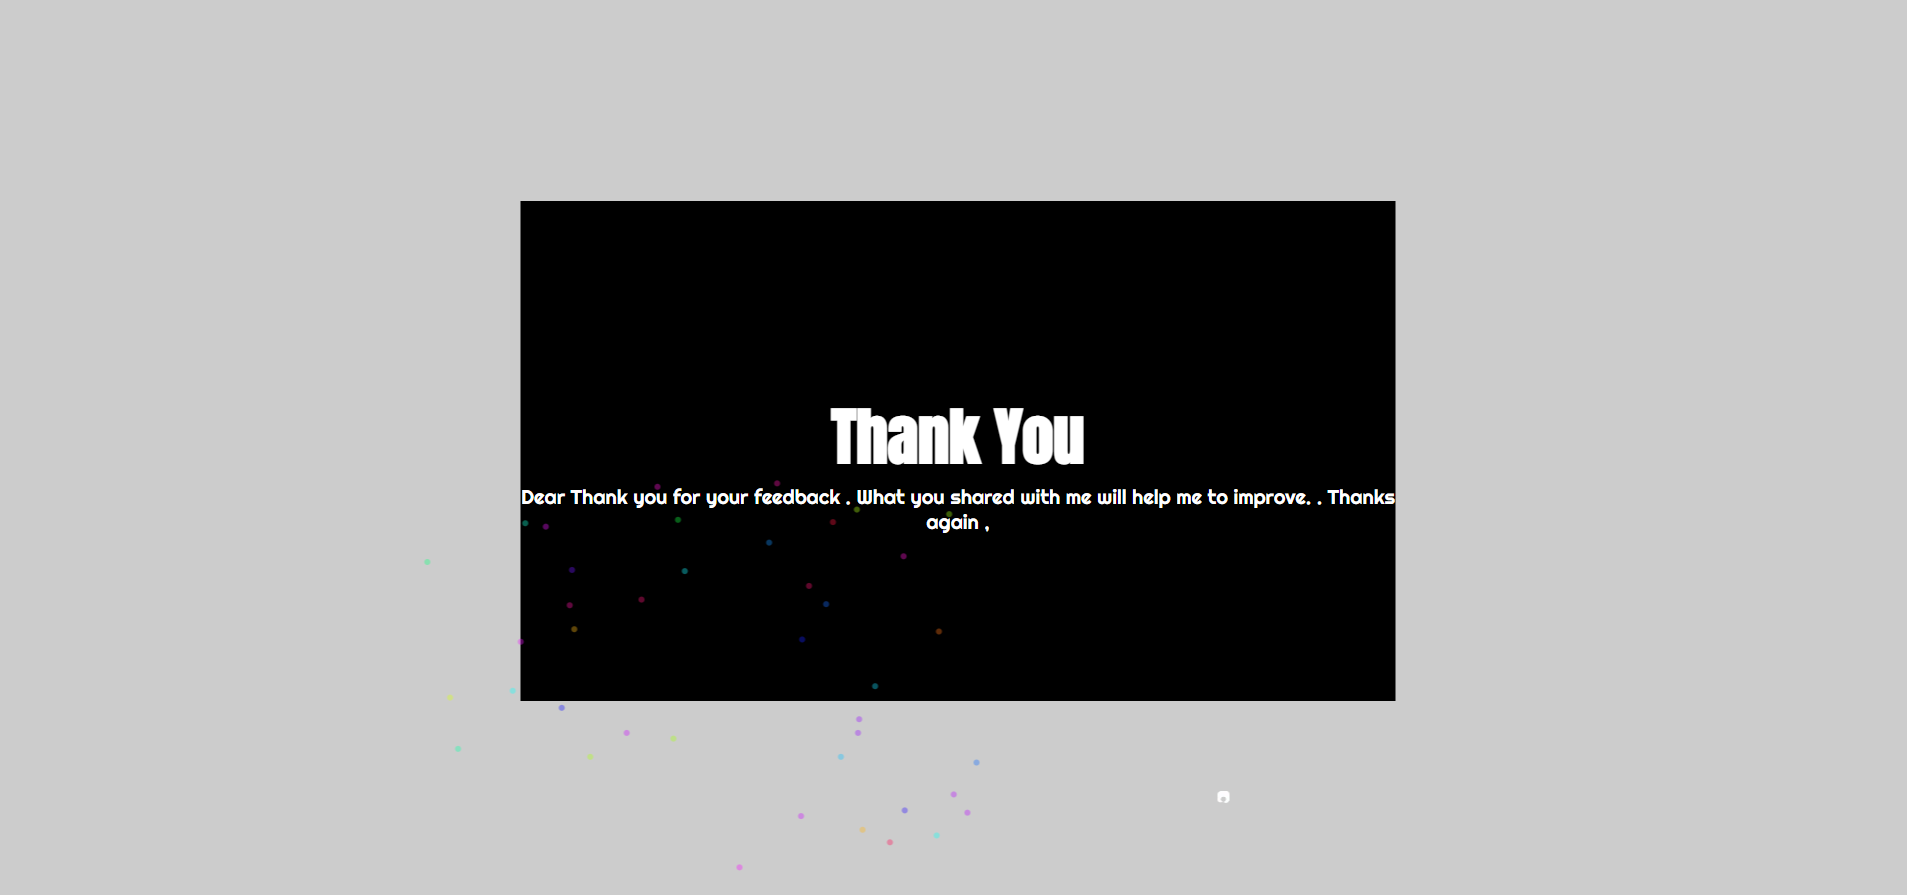 Thank You
Dear Thank you for your feedback . What you shared with me will help me to improve. . Thanks
again ,